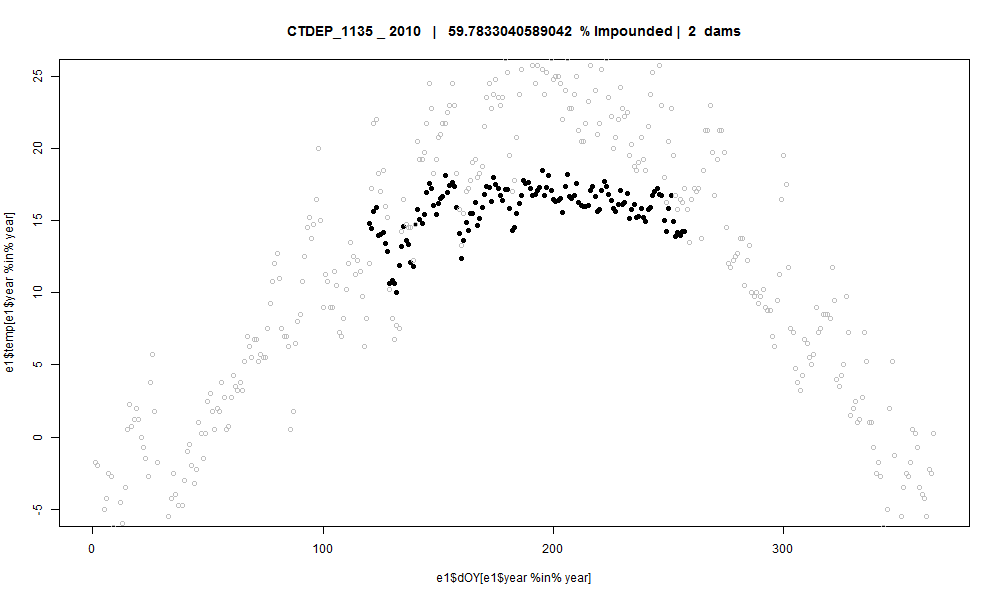 CTDEP_1135 _ 2010 | 59.7833040589042 % Impounded | 2 dams
25
20
15
10
5
0
-5
e1$temp[e1$year %in% year]
0 100 200 300
e1$dOY[e1$year %in% year]